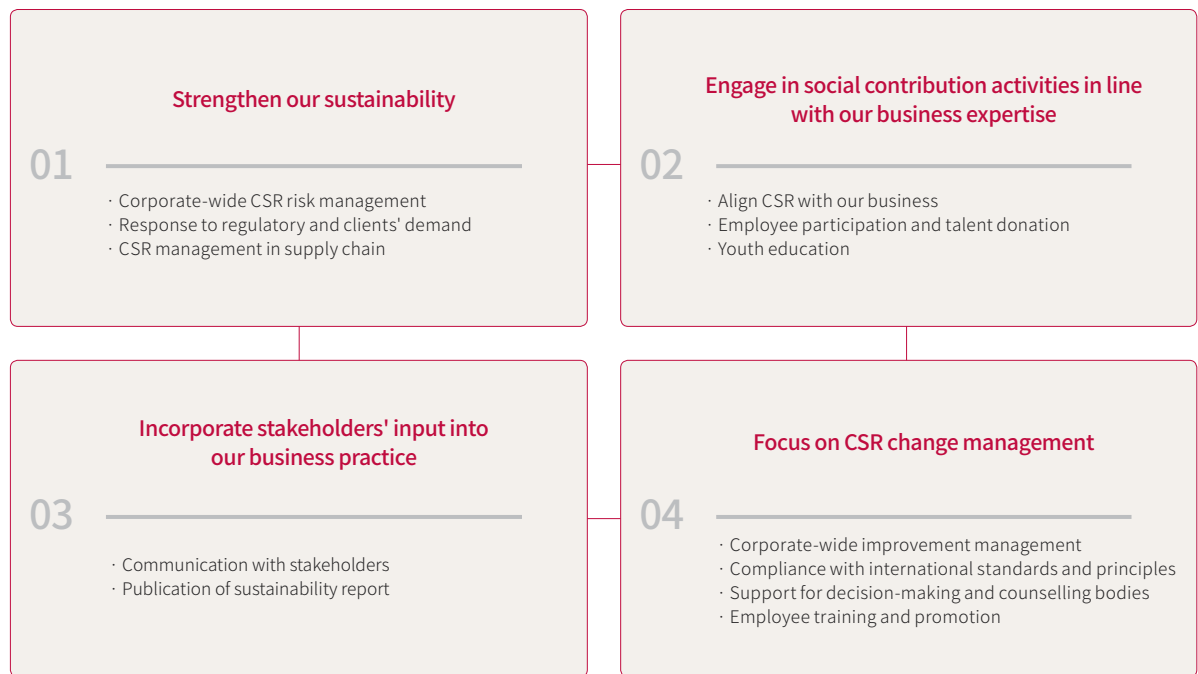 Strengthen our sustainability
01
· Corporate-wide CSR risk management
· Response to regulatory and clients' demand
· CSR management in supply chain
Engage in social contribution activities in line
with our business expertise
02
· Align CSR with our business
· Employee participation and talent donation
· Youth education
Incorporate stakeholders' input into
our business practice
03
· Communication with stakeholders
· Publication of sustainability report
Focus on CSR change management
04
· Corporate-wide improvement management
· Compliance with international standards and principles
· Support for decision-making and counselling bodies
· Employee training and promotion